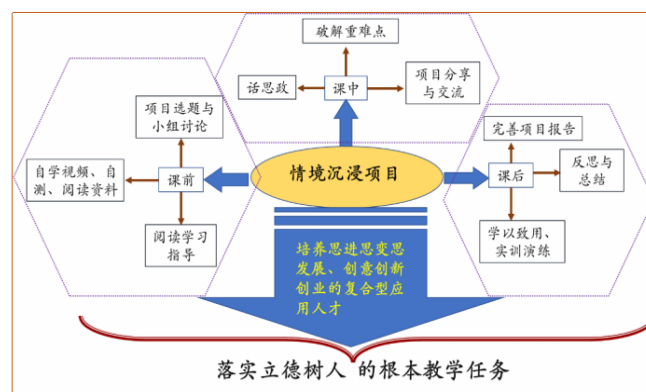 破解重难点
话思政
课中
项目分享
与交流
项目选题与
小组讨论
自学视频、自
测、阅读资料
课前
阅读学习
指导
情境沉浸项目
完善项目报告
课后
反思与
总结
学以致用、
实训演练
培养思进思变思
发展、创意创新
创业的复合型应
用人才
落实立德树人 的根本教学任务